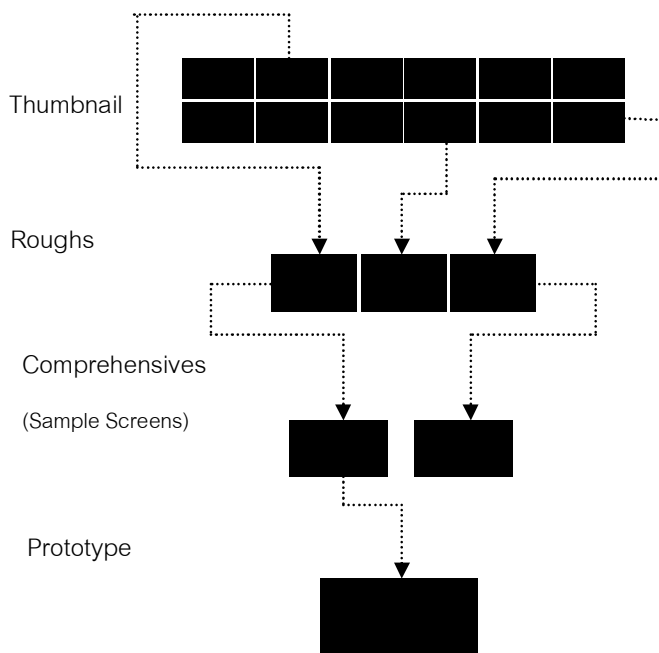 Thumbnail
Roughs
Comprehensives
(Sample Screens)
Prototype